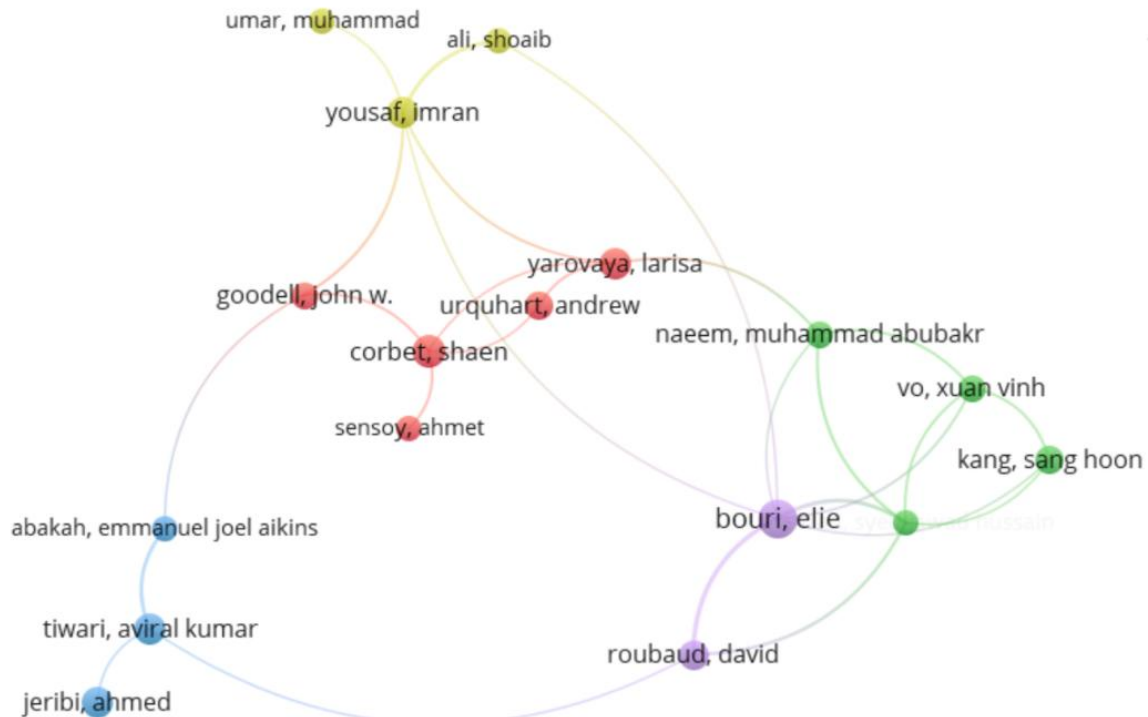 umar, muhammad
ali, shoaib
yousaf, imran
yarovaya, larisa
goodell, john w.
urquhart, andrew
naeem, muhammad abubakr
corbet, shaen
vo, xuan vinh
sensoy, ahmet
kang, sang hoon
bouri, elie
hussain
abakah, emmanuel joel aikins
tiwari, aviral kumar
roubaud, david
jeribi, ahmed